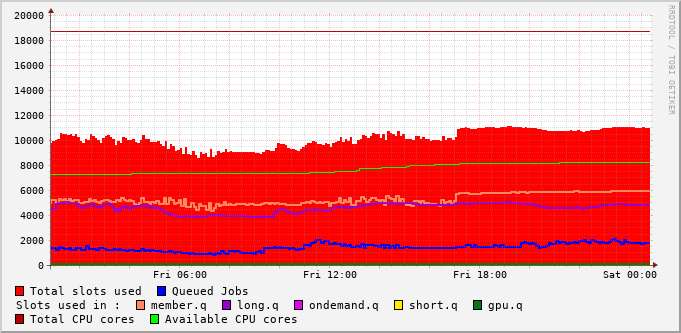 RRDTOOL / TOBI OETIKER
20000
18000
16000
14000
12000
10000
8000
6000
4000
2000
0
Fri 06:00 Fri 12:00 Fri 18:00 Sat 00:00
Total slots used Queued Jobs
Slots used in : member.q long.q ondemand.q short.q gpu.q
Total CPU cores Available CPU cores